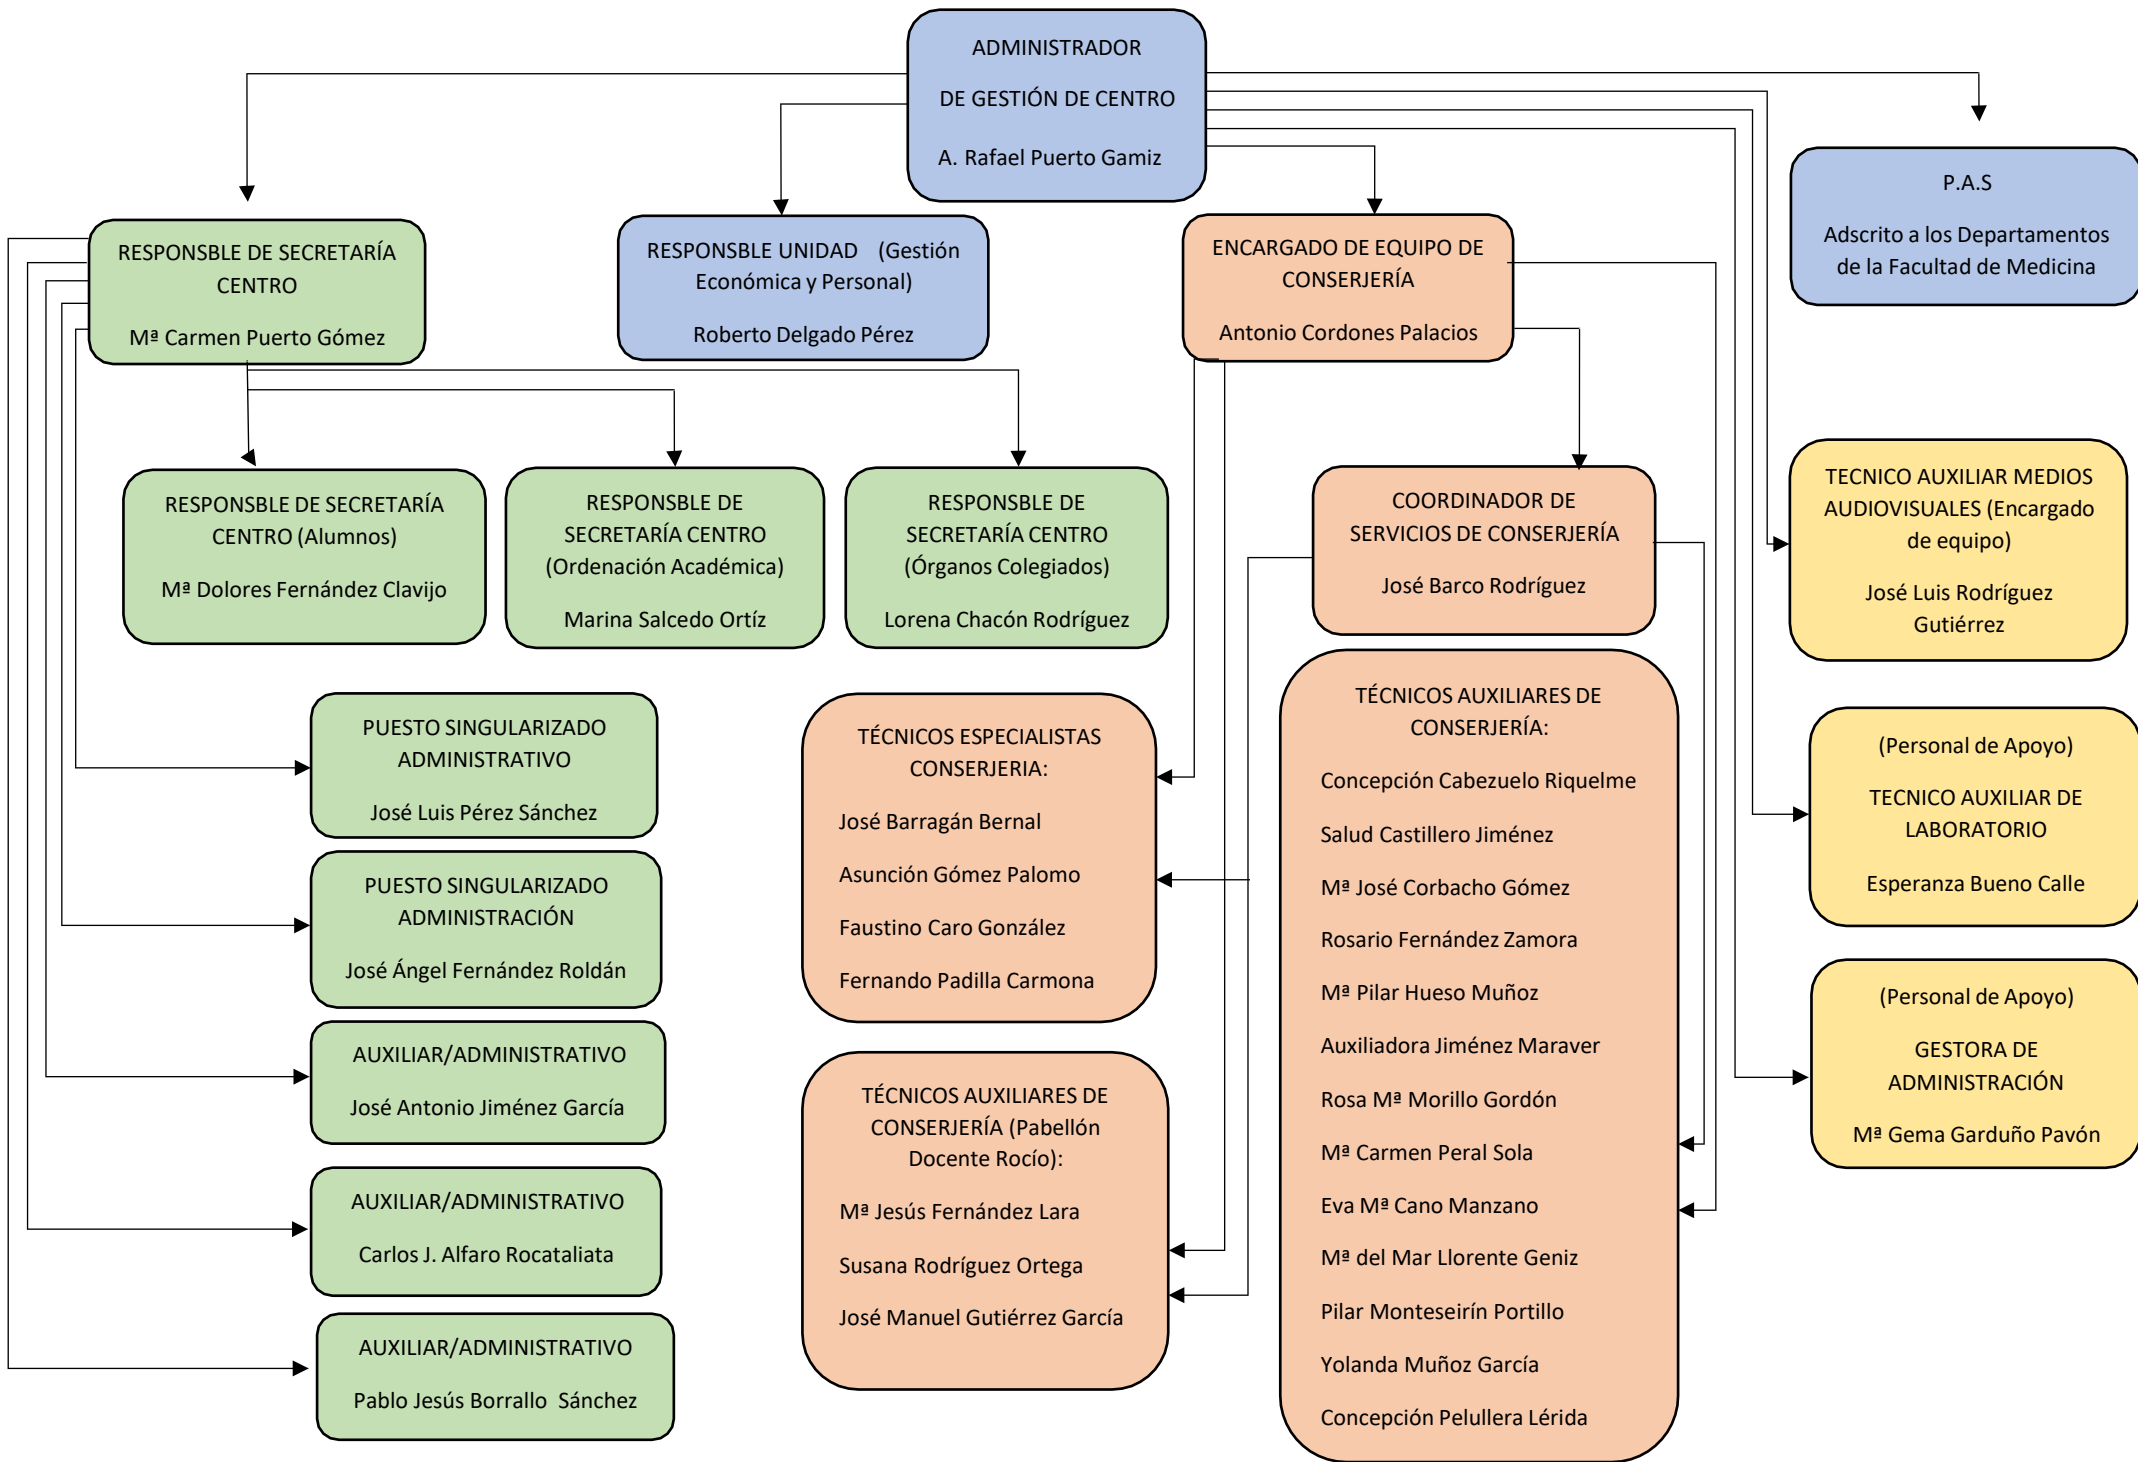 ADMINISTRADOR
DE GESTIÓN DE CENTRO
A. Rafael Puerto Gamiz
P.A.S
Adscrito a los Departamentos
de la Facultad de Medicina
RESPONSBLE DE SECRETARÍA
CENTRO
Mª Carmen Puerto Gómez
RESPONSBLE UNIDAD (Gestión
Económica y Personal)
Roberto Delgado Pérez
ENCARGADO DE EQUIPO DE
CONSERJERÍA
Antonio Cordones Palacios
RESPONSBLE DE SECRETARÍA
CENTRO (Alumnos)
Mª Dolores Fernández Clavijo
RESPONSBLE DE
SECRETARÍA CENTRO
(Ordenación Académica)
Marina Salcedo Ortíz
RESPONSBLE DE
SECRETARÍA CENTRO
(Órganos Colegiados)
Lorena Chacón Rodríguez
COORDINADOR DE
SERVICIOS DE CONSERJERÍA
José Barco Rodríguez
TECNICO AUXILIAR MEDIOS
AUDIOVISUALES (Encargado
de equipo)
José Luis Rodríguez
Gutiérrez
PUESTO SINGULARIZADO
ADMINISTRATIVO
José Luis Pérez Sánchez
PUESTO SINGULARIZADO
ADMINISTRACIÓN
José Ángel Fernández Roldán
AUXILIAR/ADMINISTRATIVO
José Antonio Jiménez García
AUXILIAR/ADMINISTRATIVO
Carlos J. Alfaro Rocataliata
AUXILIAR/ADMINISTRATIVO
Pablo Jesús Borrallo Sánchez
TÉCNICOS ESPECIALISTAS
CONSERJERIA:
José Barragán Bernal
Asunción Gómez Palomo
Faustino Caro González
Fernando Padilla Carmona
TÉCNICOS AUXILIARES DE
CONSERJERÍA (Pabellón
Docente Rocío):
Mª Jesús Fernández Lara
Susana Rodríguez Ortega
José Manuel Gutiérrez García
TÉCNICOS AUXILIARES DE
CONSERJERÍA:
Concepción Cabezuelo Riquelme
Salud Castillero Jiménez
Mª José Corbacho Gómez
Rosario Fernández Zamora
Mª Pilar Hueso Muñoz
Auxiliadora Jiménez Maraver
Rosa Mª Morillo Gordón
Mª Carmen Peral Sola
Eva Mª Cano Manzano
Mª del Mar Llorente Geniz
Pilar Monteseirín Portillo
Yolanda Muñoz García
Concepción Pelullera Lérida
(Personal de Apoyo)
TECNICO AUXILIAR DE
LABORATORIO
Esperanza Bueno Calle
(Personal de Apoyo)
GESTORA DE
ADMINISTRACIÓN
Mª Gema Garduño Pavón